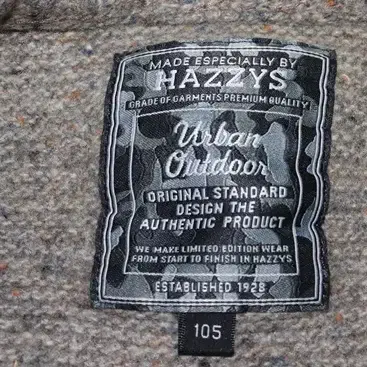 MADE ESPECIALLY BY
HAZZYS
GRADE OF GARMENTS PREMIUM QUALITY
Urban
Outdoor
ORIGINAL STANDARD
DESIGN THE
AUTHENTIC PRODUCT
WE MAKE LIMITED EDITION WEAR
FROM START TO FINISH IN HAZZYS
ESTABLISHED 1928
105